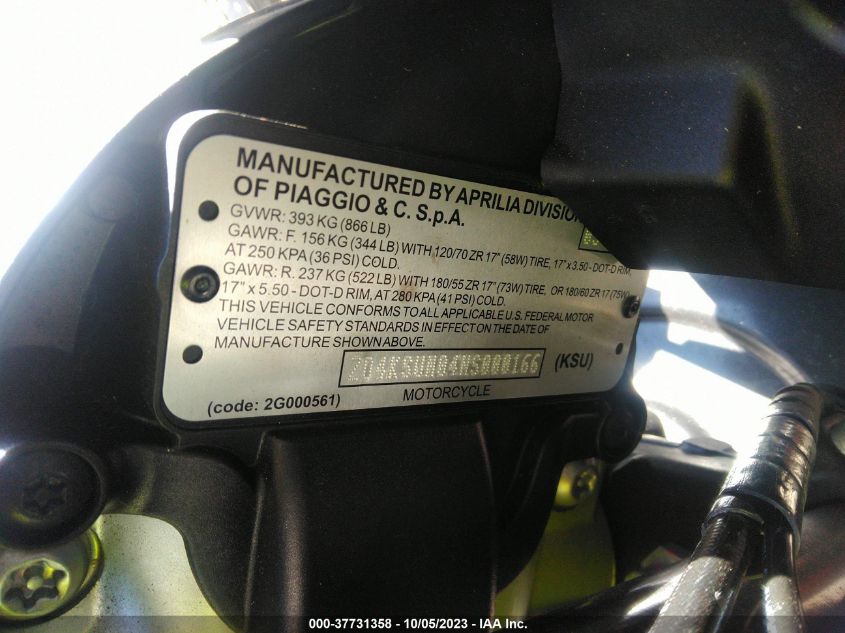 MANUFACTURED BY APRILIA DIVISION
OF PIAGGIO & C. S.p.A.
GVWR: 393 KG (866 LB)
GAWR: F. 156 KG (344 LB) WITH 120/70 ZR 17" (58W) TIRE, 17" x 3.50 - DOT-D RIM,
AT 250 KPA (36 PSI) COLD.
GAWR: R. 237 KG (522 LB) WITH 180/55 ZR 17" (73W) TIRE, OR 180/60 ZR 17 (75W)
17" x 5.50 - DOT-D RIM, AT 280 KPA (41 PSI) COLD.
THIS VEHICLE CONFORMS TO ALL APPLICABLE U.S. FEDERAL MOTOR
VEHICLE SAFETY STANDARDS IN EFFECT ON THE DATE OF
MANUFACTURE SHOWN ABOVE.
(KSU)
(code: 2G000561) MOTORCYCLE
000-37731358 - 10/05/2023 - IAA Inc.